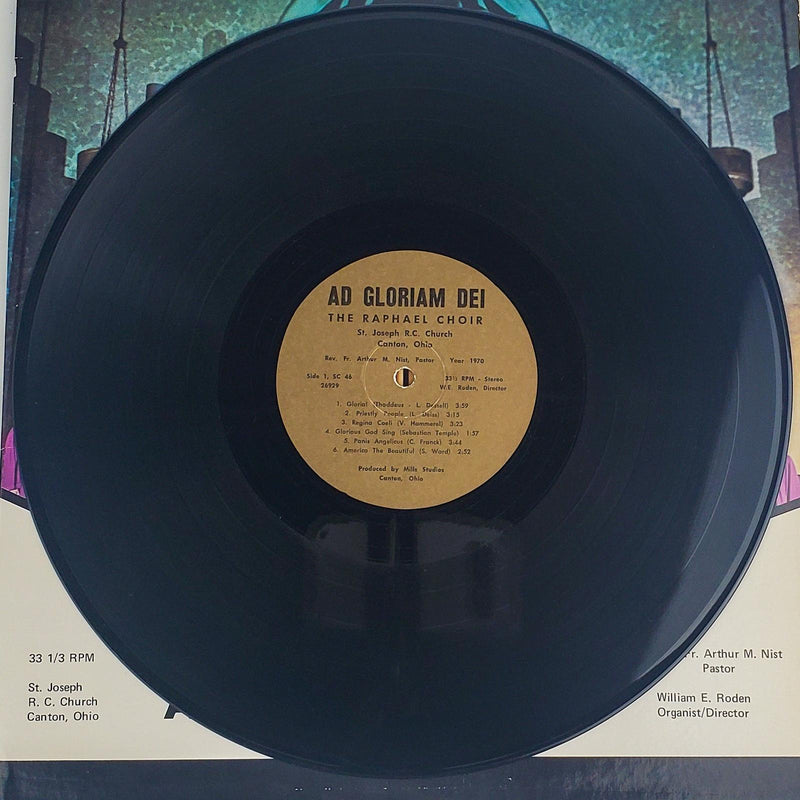 AD GLORIAM DEI
THE RAPHAEL CHOIR
St. Joseph R.C. Church
Canton, Ohio
Rev. Fr. Arthur M. Nist, Pastor Year 1970
Side 1, SC 46
26929
33⅓ RPM - Stereo
W.E. Roden, Director
1. Gloria! (Thaddeus - L. 3:59
2. Priestly People (L. Deiss) 3:15
3. Regina Coeli (V. Hammerel) 3:23
4. Glorious God Sing (Sebastian Temple) 1:57
5. Panis Angelicus (C. Franck) 3:44
6. America The Beautiful (S. Ward) 2:52
Produced by Mills Studios
Canton, Ohio
33 1/3 RPM
St. Joseph
R. C. Church
Canton, Ohio
Fr. Arthur M. Nist
Pastor
William E. Roden
Organist/Director